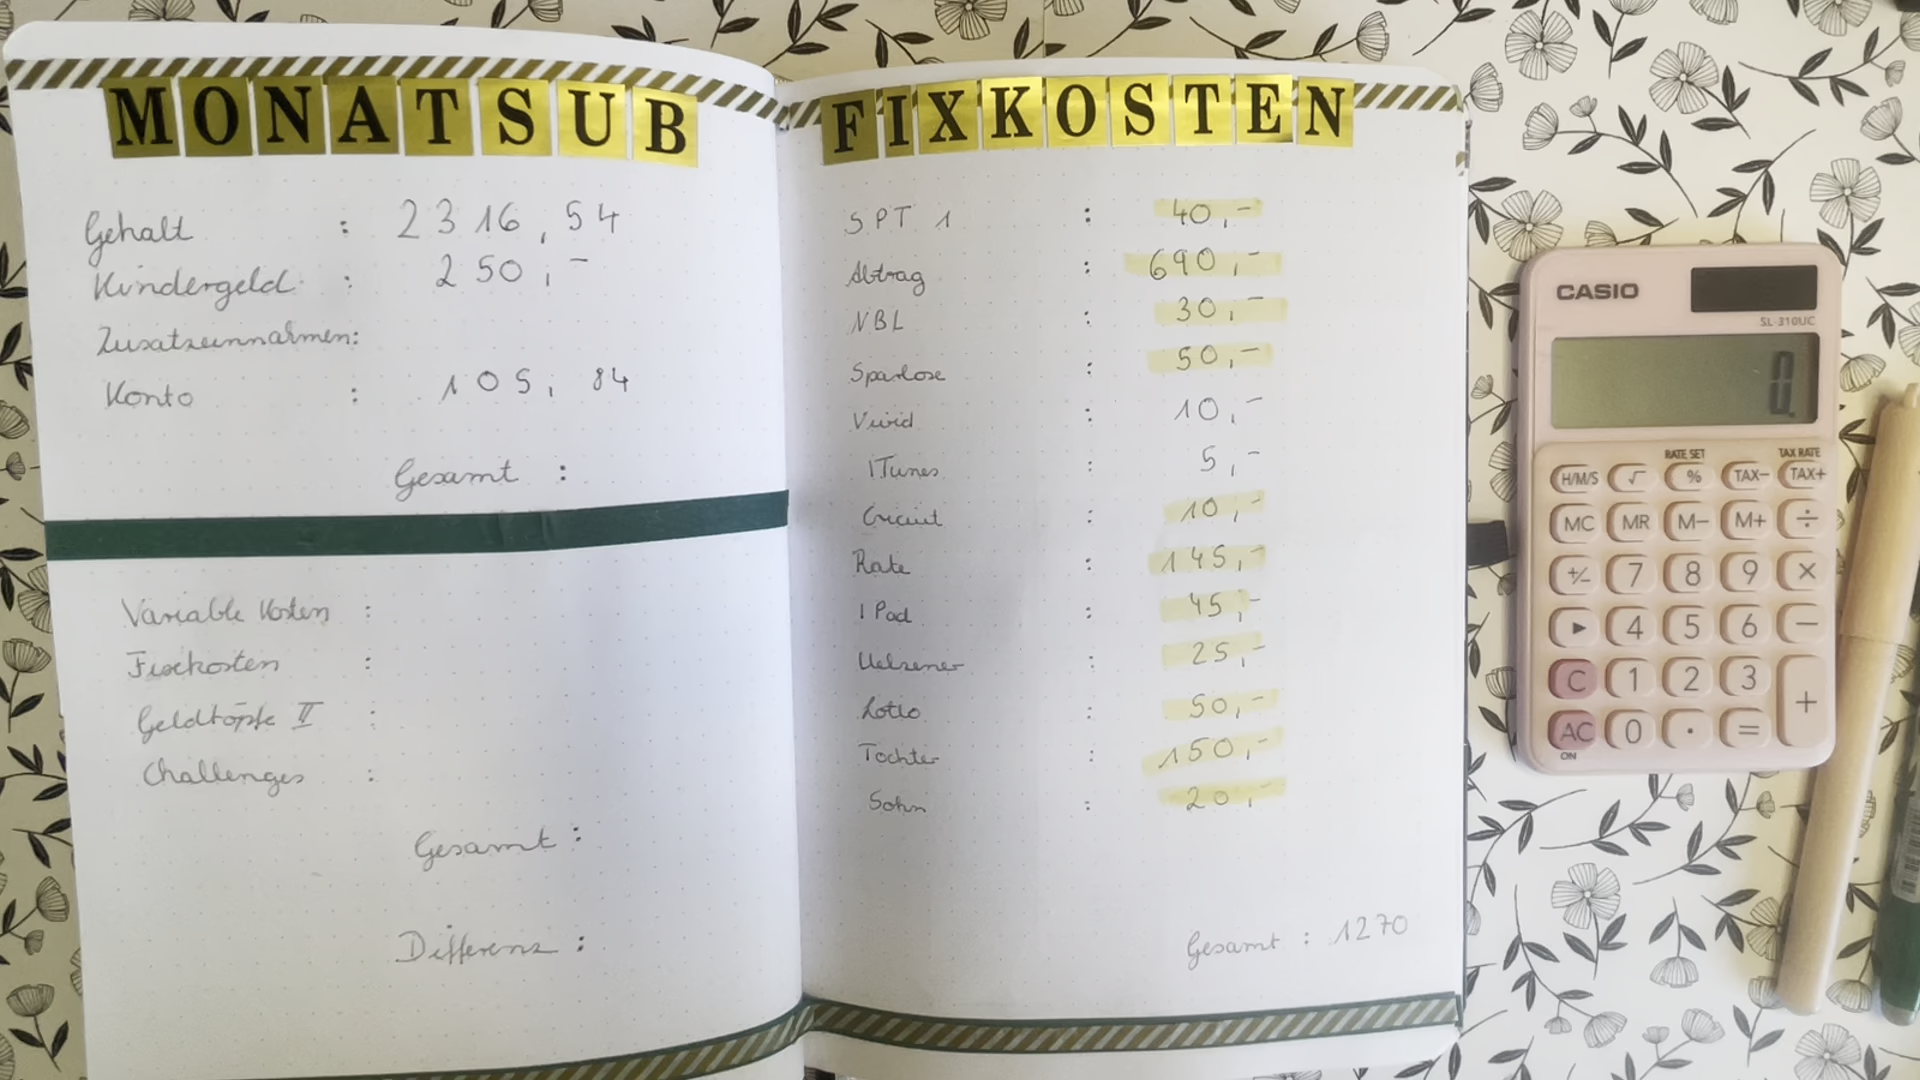 MONATSUB
Gehalt : 2316,54
Kindergeld : 250,-
Zusatzeinnahmen:
Konto : 105,84
Gesamt :
Variable Kosten :
Fixkosten :
Geldtöpfe II :
Challenges :
Gesamt :
Differenz :
FIXKOSTEN
SPT 1 : 40,-
Abtrag : 690,-
NBL : 30,-
Sparlose : 50,-
Vivid : 10,-
ITunes 5,-
Cricut : 10,-
Rate : 145,-
I Pad : 45,-
Uelzener : 25,-
Lotto : 50,-
Tochter : 150,-
Sohn : 20,-
Gesamt : 1270
CASIO
SL-310UC
0.
RATE SET TAX RATE
H/M/S √ % TAX− TAX+
MC MR M− M+ ÷
+/− 7 8 9 ×
▶ 4 5 6 −
C 1 2 3 +
AC 0 · =
ON